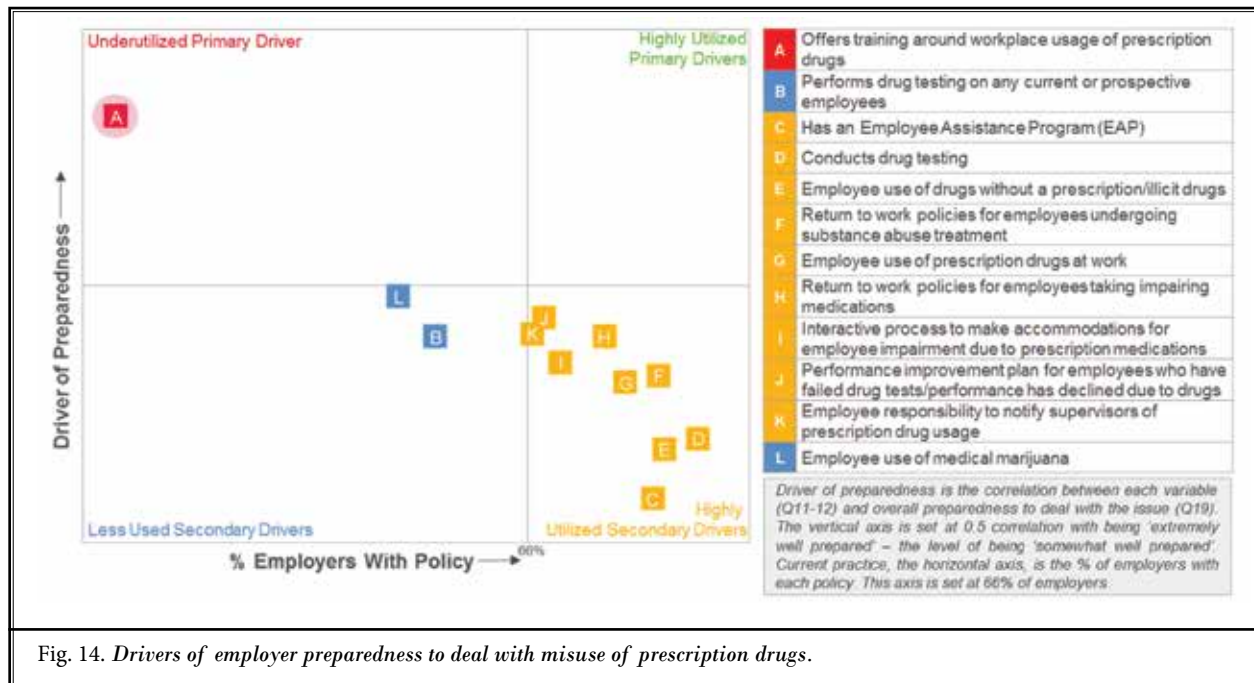 Underutilized Primary Driver
Highly Utilized
Primary Drivers
A
L
B
J
K
H
I
G
F
D
E
C
Less Used Secondary Drivers
Highly
Utilized Secondary Drivers
Driver of Preparedness
% Employers With Policy
66%
A Offers training around workplace usage of prescription
drugs
B Performs drug testing on any current or prospective
employees
C Has an Employee Assistance Program (EAP)
D Conducts drug testing
E Employee use of drugs without a prescription/illicit drugs
F Return to work policies for employees undergoing
substance abuse treatment
G Employee use of prescription drugs at work
H Return to work policies for employees taking impairing
medications
I Interactive process to make accommodations for
employee impairment due to prescription medications
J Performance improvement plan for employees who have
failed drug tests/performance has declined due to drugs
K Employee responsibility to notify supervisors of
prescription drug usage
L Employee use of medical marijuana
Driver of preparedness is the correlation between each variable
(Q11-12) and overall preparedness to deal with the issue (Q19).
The vertical axis is set at 0.5 correlation with being 'extremely
well prepared' – the level of being 'somewhat well prepared'.
Current practice, the horizontal axis, is the % of employers with
each policy. This axis is set at 66% of employers.
Fig. 14. Drivers of employer preparedness to deal with misuse of prescription drugs.